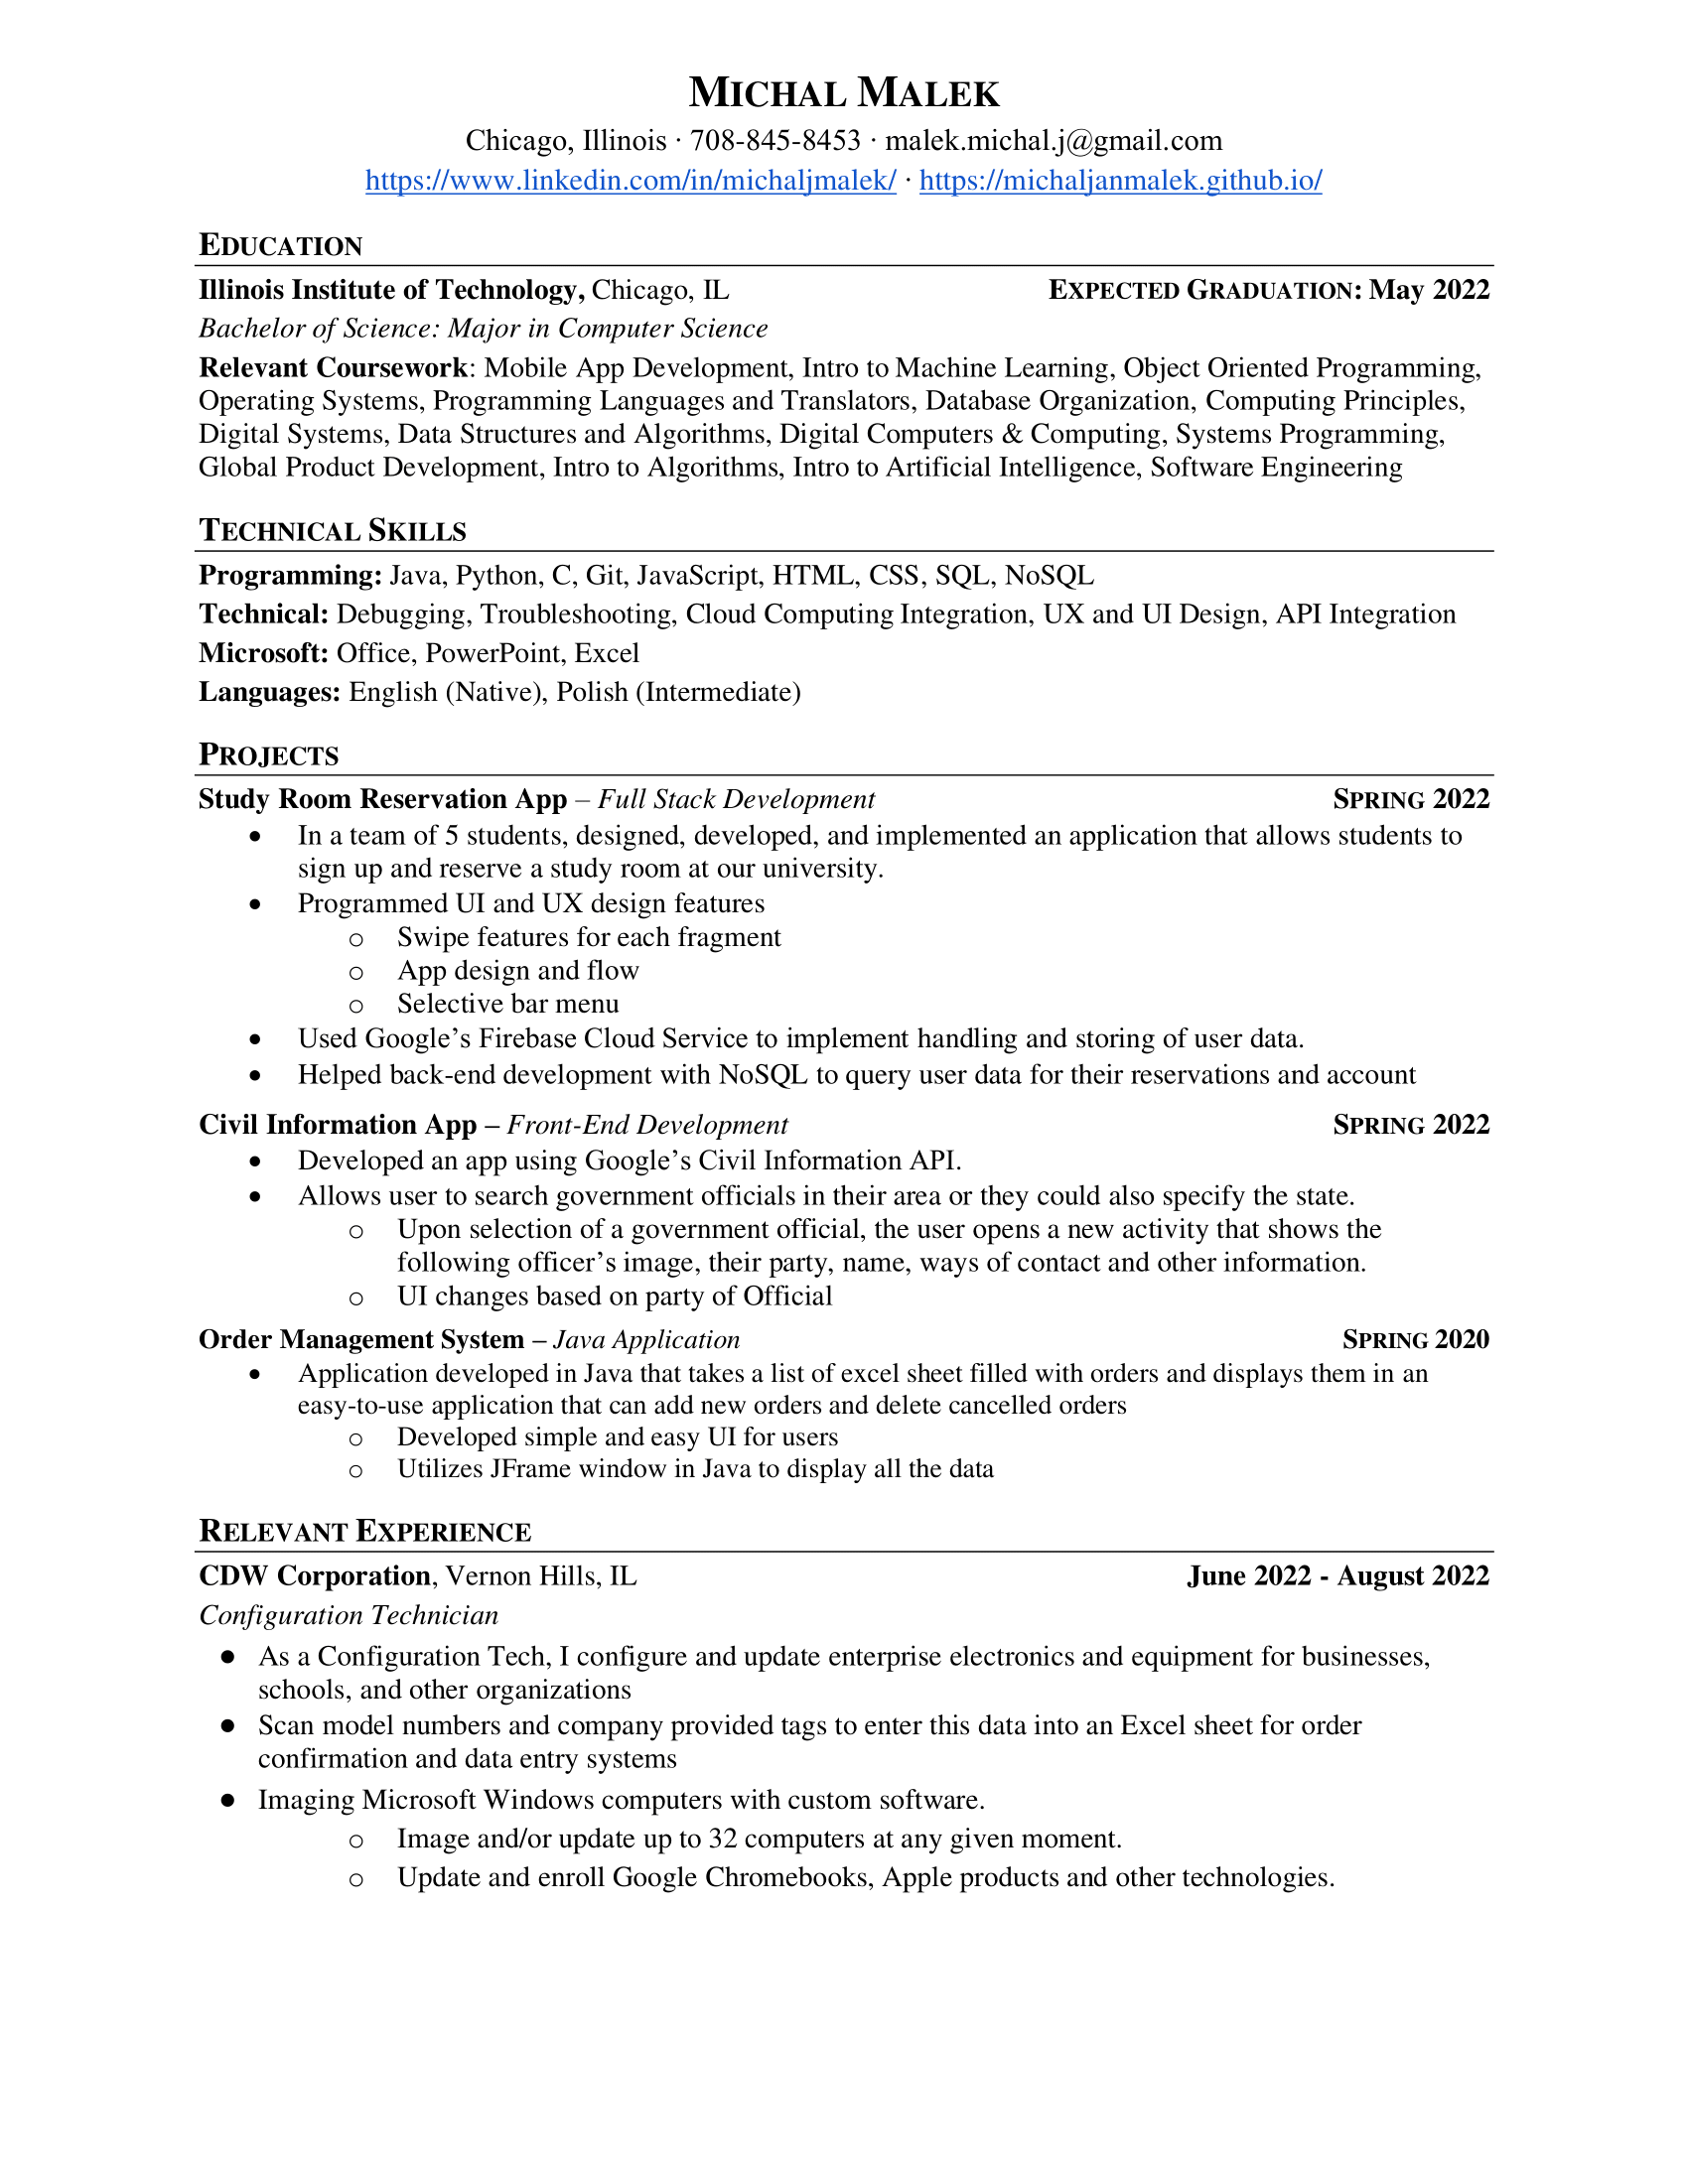 MICHAL MALEK
Chicago, Illinois · 708-845-8453 · malek.michal.j@gmail.com
https://www.linkedin.com/in/michaljmalek/ · https://michaljanmalek.github.io/
EDUCATION
Illinois Institute of Technology, Chicago, IL EXPECTED GRADUATION: May 2022
Bachelor of Science: Major in Computer Science
Relevant Coursework: Mobile App Development, Intro to Machine Learning, Object Oriented Programming,
Operating Systems, Programming Languages and Translators, Database Organization, Computing Principles,
Digital Systems, Data Structures and Algorithms, Digital Computers & Computing, Systems Programming,
Global Product Development, Intro to Algorithms, Intro to Artificial Intelligence, Software Engineering
TECHNICAL SKILLS
Programming: Java, Python, C, Git, JavaScript, HTML, CSS, SQL, NoSQL
Technical: Debugging, Troubleshooting, Cloud Computing Integration, UX and UI Design, API Integration
Microsoft: Office, PowerPoint, Excel
Languages: English (Native), Polish (Intermediate)
PROJECTS
Study Room Reservation App – Full Stack Development SPRING 2022
• In a team of 5 students, designed, developed, and implemented an application that allows students to
sign up and reserve a study room at our university.
• Programmed UI and UX design features
o Swipe features for each fragment
o App design and flow
o Selective bar menu
• Used Google’s Firebase Cloud Service to implement handling and storing of user data.
• Helped back-end development with NoSQL to query user data for their reservations and account
Civil Information App – Front-End Development SPRING 2022
• Developed an app using Google’s Civil Information API.
• Allows user to search government officials in their area or they could also specify the state.
o Upon selection of a government official, the user opens a new activity that shows the
following officer’s image, their party, name, ways of contact and other information.
o UI changes based on party of Official
Order Management System – Java Application SPRING 2020
• Application developed in Java that takes a list of excel sheet filled with orders and displays them in an
easy-to-use application that can add new orders and delete cancelled orders
o Developed simple and easy UI for users
o Utilizes JFrame window in Java to display all the data
RELEVANT EXPERIENCE
CDW Corporation, Vernon Hills, IL June 2022 - August 2022
Configuration Technician
● As a Configuration Tech, I configure and update enterprise electronics and equipment for businesses,
schools, and other organizations
● Scan model numbers and company provided tags to enter this data into an Excel sheet for order
confirmation and data entry systems
● Imaging Microsoft Windows computers with custom software.
o Image and/or update up to 32 computers at any given moment.
o Update and enroll Google Chromebooks, Apple products and other technologies.